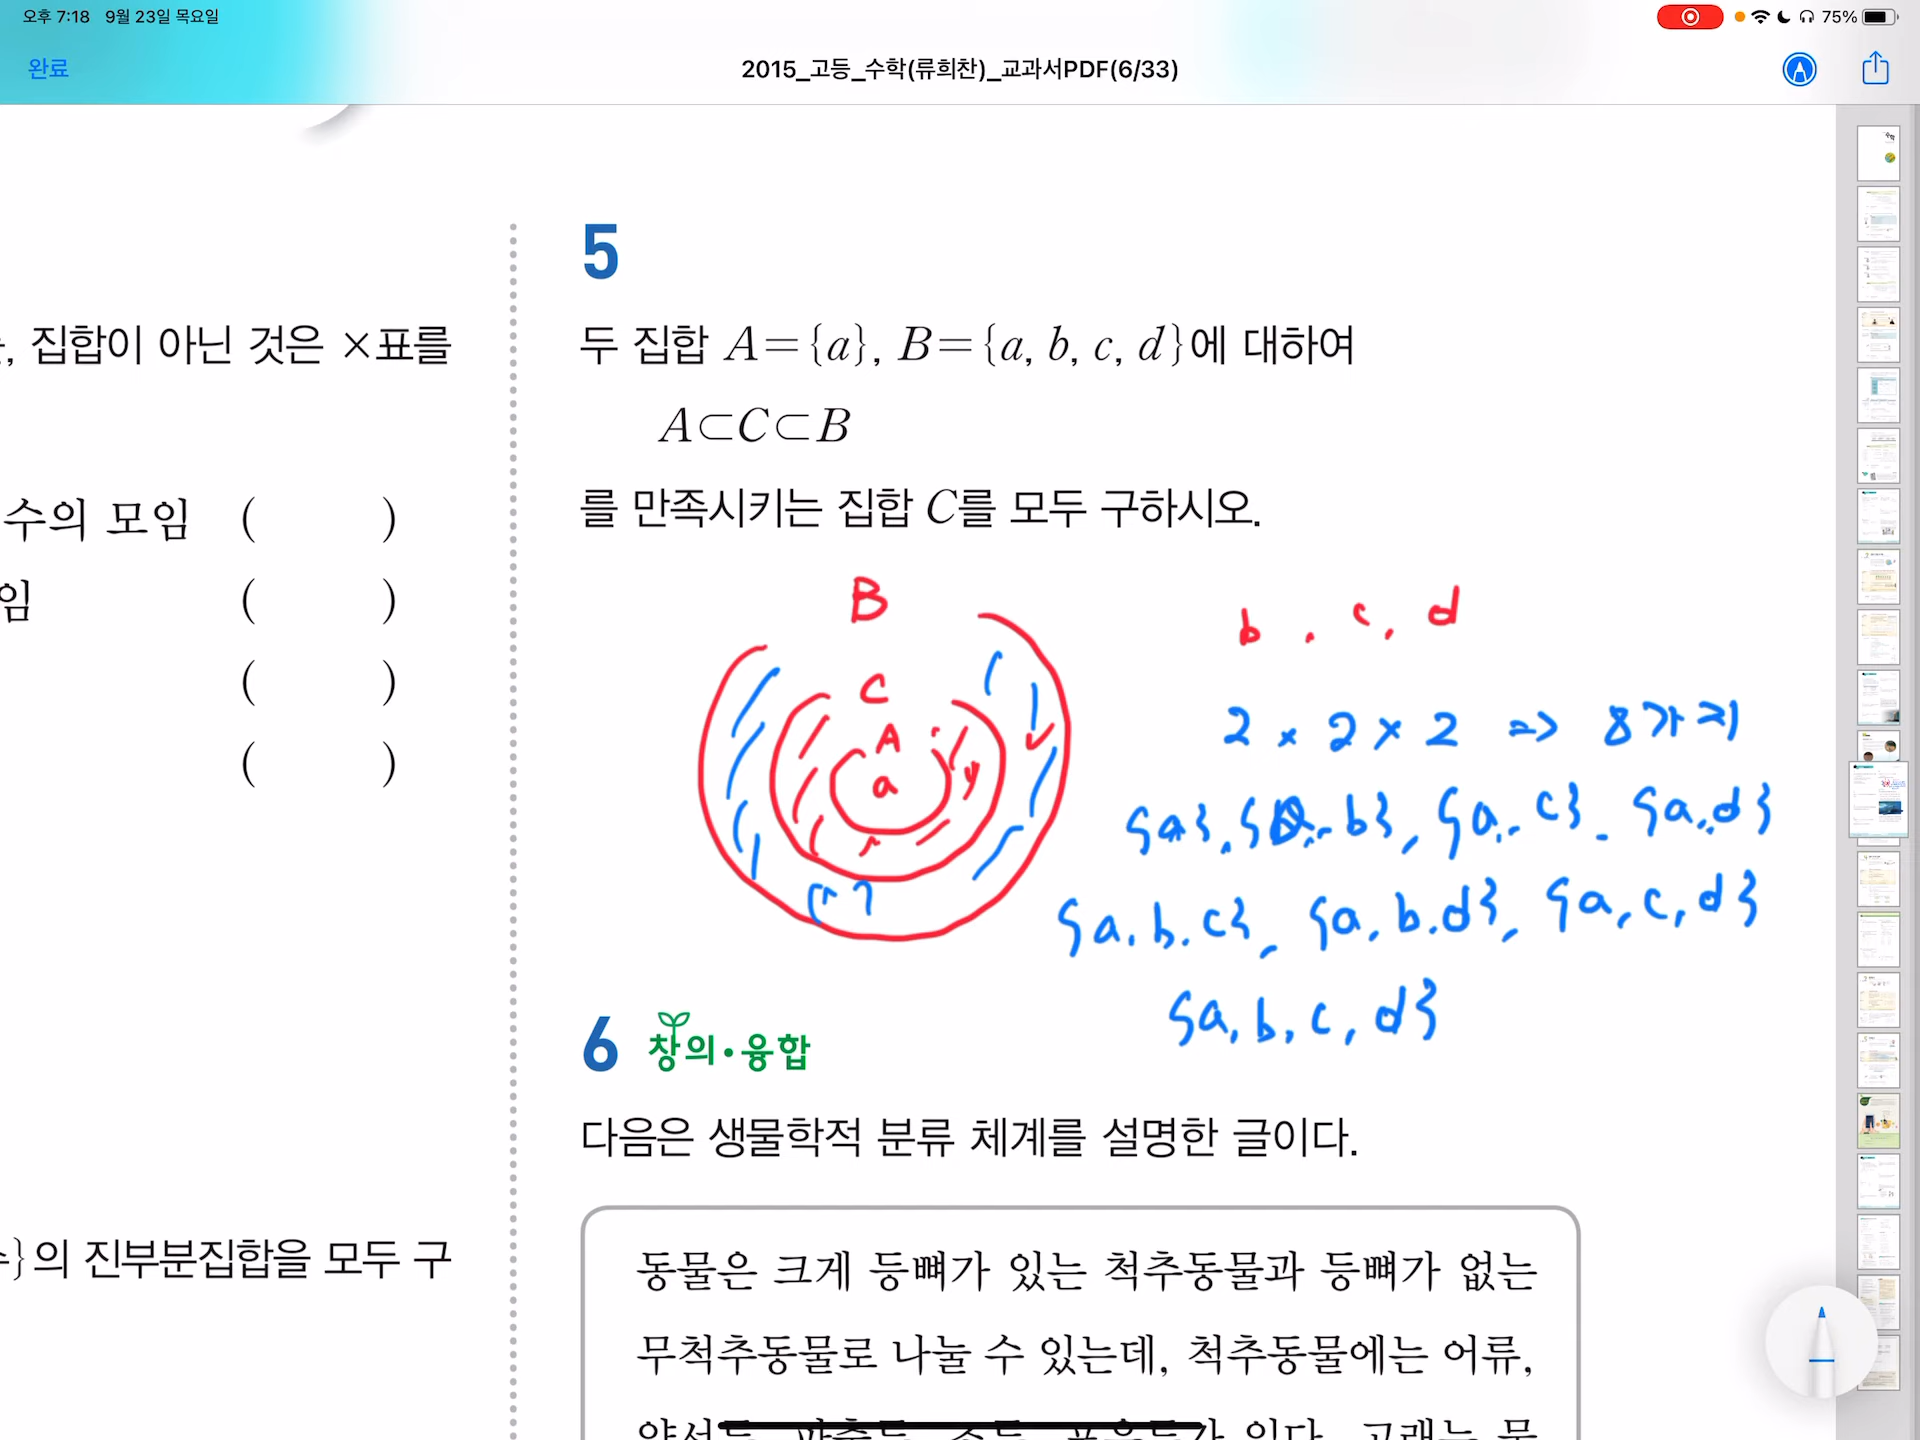 오후 7:18 9월 23일 목요일
75%
완료
2015_고등_수학(류희찬)_교과서PDF(6/33)
, 집합이 아닌 것은 ×표를
수의 모임 ( )
임 ( )
( )
( )
}의 진부분집합을 모두 구
5
두 집합 A={a}, B={a, b, c, d}에 대하여
A⊂C⊂B
를 만족시키는 집합 C를 모두 구하시오.
B
C
A
a
b, c, d
2 × 2 × 2 => 8가지
{a}, {a, b}, {a, c}, {a, d}
{a, b, c}, {a, b, d}, {a, c, d}
{a, b, c, d}
6 창의·융합
다음은 생물학적 분류 체계를 설명한 글이다.
동물은 크게 등뼈가 있는 척추동물과 등뼈가 없는
무척추동물로 나눌 수 있는데, 척추동물에는 어류,